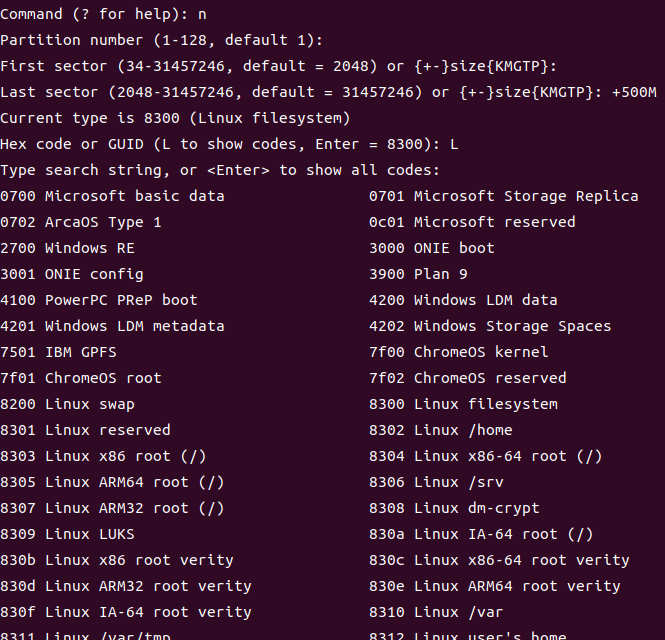 Command (? for help): n
Partition number (1-128, default 1):
First sector (34-31457246, default = 2048) or {+-}size{KMGTP}:
Last sector (2048-31457246, default = 31457246) or {+-}size{KMGTP}: +500M
Current type is 8300 (Linux filesystem)
Hex code or GUID (L to show codes, Enter = 8300): L
Type search string, or <Enter> to show all codes:
0700 Microsoft basic data 0701 Microsoft Storage Replica
0702 ArcaOS Type 1 0c01 Microsoft reserved
2700 Windows RE 3000 ONIE boot
3001 ONIE config 3900 Plan 9
4100 PowerPC PReP boot 4200 Windows LDM data
4201 Windows LDM metadata 4202 Windows Storage Spaces
7501 IBM GPFS 7f00 ChromeOS kernel
7f01 ChromeOS root 7f02 ChromeOS reserved
8200 Linux swap 8300 Linux filesystem
8301 Linux reserved 8302 Linux /home
8303 Linux x86 root (/) 8304 Linux x86-64 root (/)
8305 Linux ARM64 root (/) 8306 Linux /srv
8307 Linux ARM32 root (/) 8308 Linux dm-crypt
8309 Linux LUKS 830a Linux IA-64 root (/)
830b Linux x86 root verity 830c Linux x86-64 root verity
830d Linux ARM32 root verity 830e Linux ARM64 root verity
830f Linux IA-64 root verity 8310 Linux /var
8311 Linux /var/tmp 8312 Linux user's home